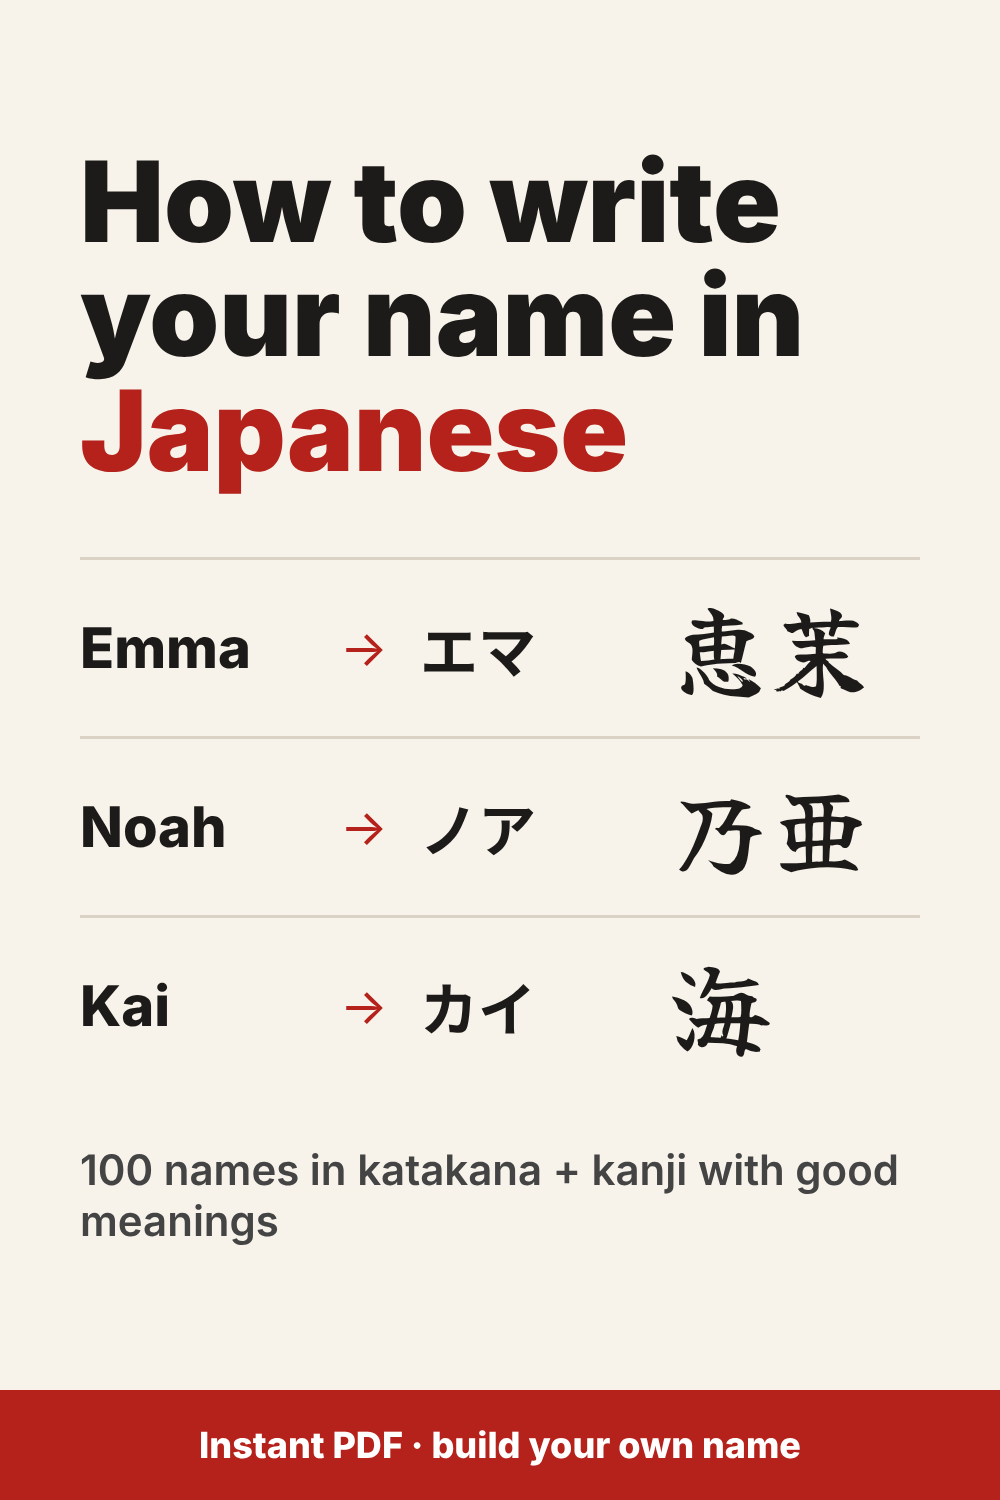 How to write
your name in
Japanese
Emma → エマ 恵茉
Noah → ノア 乃亜
Kai → カイ 海
100 names in katakana + kanji with good
meanings
Instant PDF · build your own name